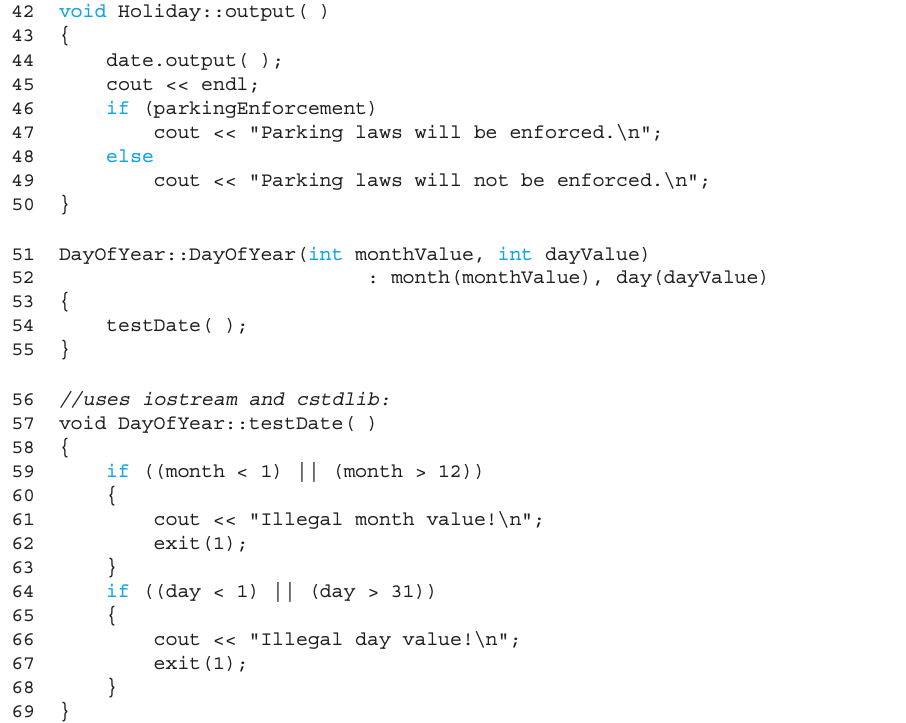 42 void Holiday::output( )
43 {
44     date.output( );
45     cout << endl;
46     if (parkingEnforcement)
47         cout << "Parking laws will be enforced.\n";
48     else
49         cout << "Parking laws will not be enforced.\n";
50 }
51 DayOfYear::DayOfYear(int monthValue, int dayValue)
52                           : month(monthValue), day(dayValue)
53 {
54     testDate( );
55 }
56 //uses iostream and cstdlib:
57 void DayOfYear::testDate( )
58 {
59     if ((month < 1) || (month > 12))
60     {
61         cout << "Illegal month value!\n";
62         exit(1);
63     }
64     if ((day < 1) || (day > 31))
65     {
66         cout << "Illegal day value!\n";
67         exit(1);
68     }
69 }